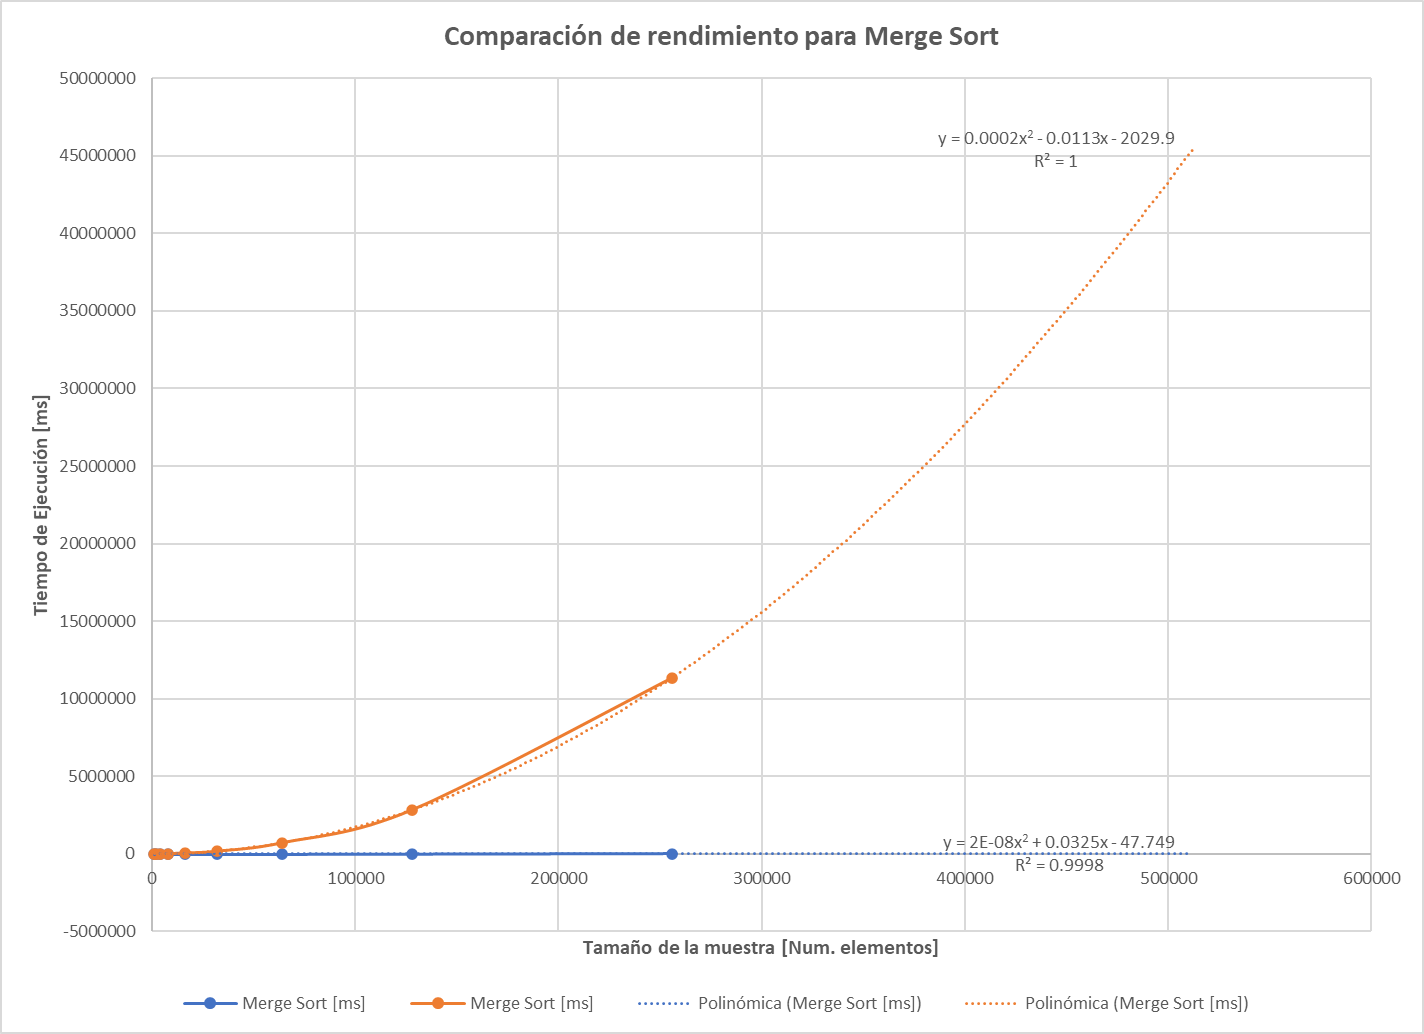 Comparación de rendimiento para Merge Sort
50000000
45000000
40000000
35000000
30000000
25000000
20000000
15000000
10000000
5000000
0
-5000000
Tiempo de Ejecución [ms]
y = 0.0002x² - 0.0113x - 2029.9
R² = 1
y = 2E-08x² + 0.0325x - 47.749
R² = 0.9998
0 100000 200000 300000 400000 500000 600000
Tamaño de la muestra [Num. elementos]
Merge Sort [ms] Merge Sort [ms] Polinómica (Merge Sort [ms]) Polinómica (Merge Sort [ms])